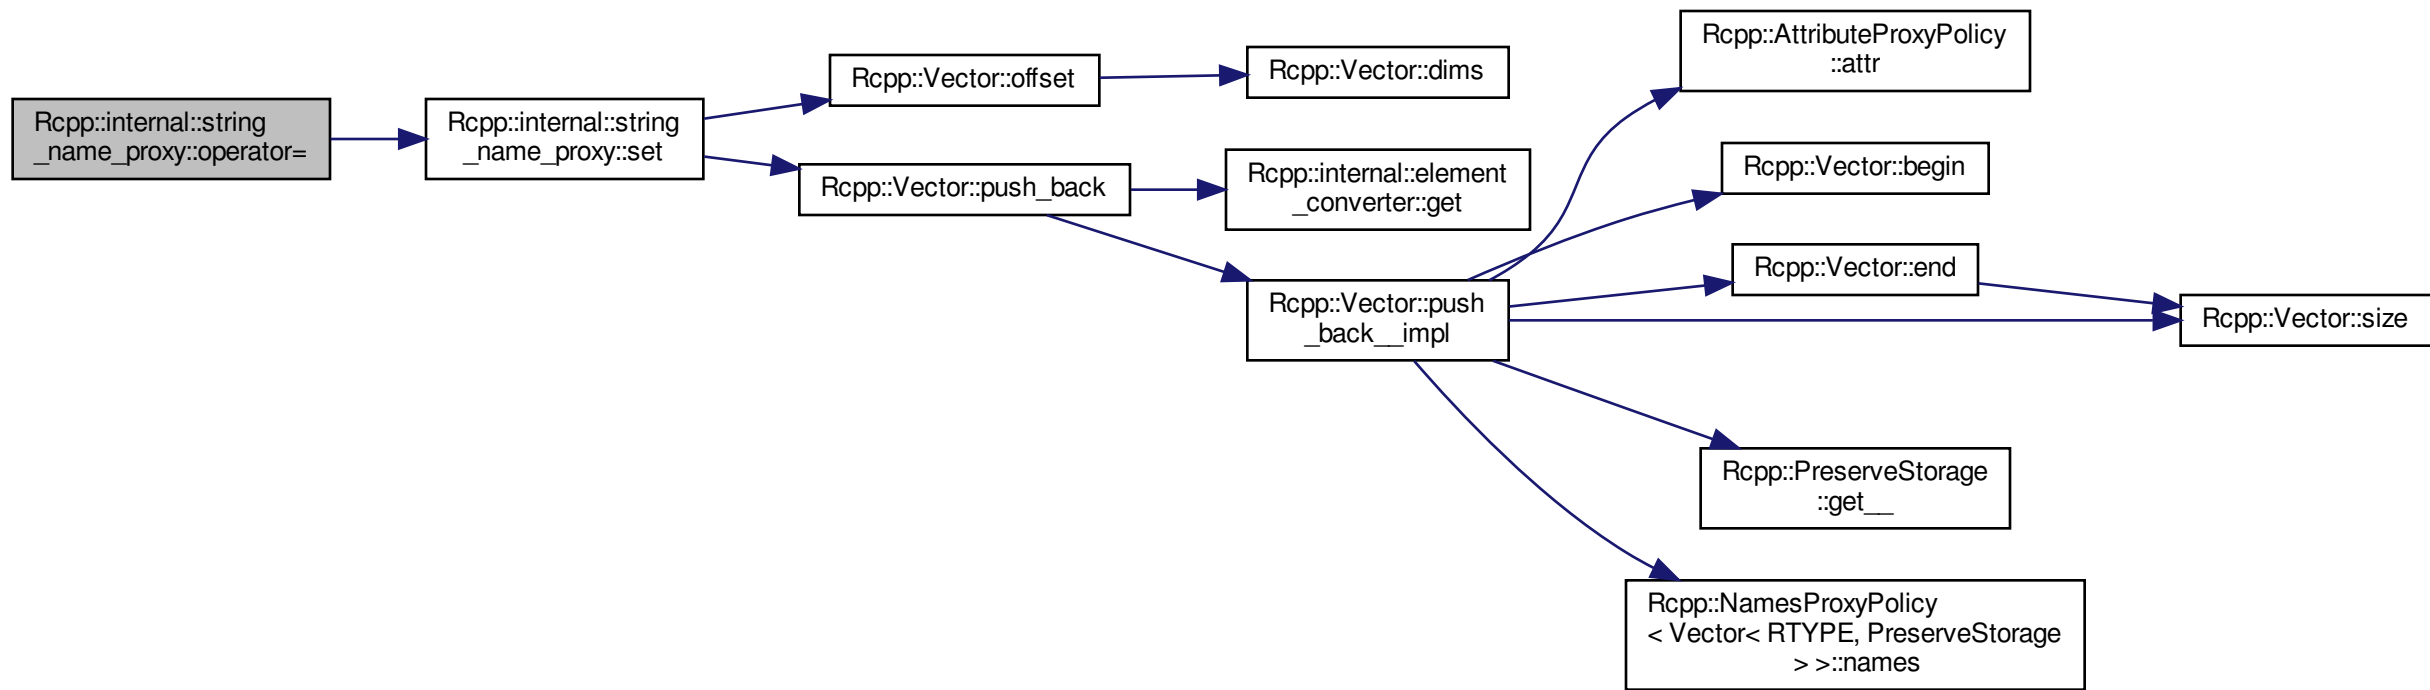 Rcpp::internal::string
_name_proxy::operator=
Rcpp::internal::string
_name_proxy::set
Rcpp::Vector::offset
Rcpp::Vector::dims
Rcpp::Vector::push_back
Rcpp::internal::element
_converter::get
Rcpp::Vector::push
_back__impl
Rcpp::AttributeProxyPolicy
::attr
Rcpp::Vector::begin
Rcpp::Vector::end
Rcpp::Vector::size
Rcpp::PreserveStorage
::get__
Rcpp::NamesProxyPolicy
< Vector< RTYPE, PreserveStorage
> >::names